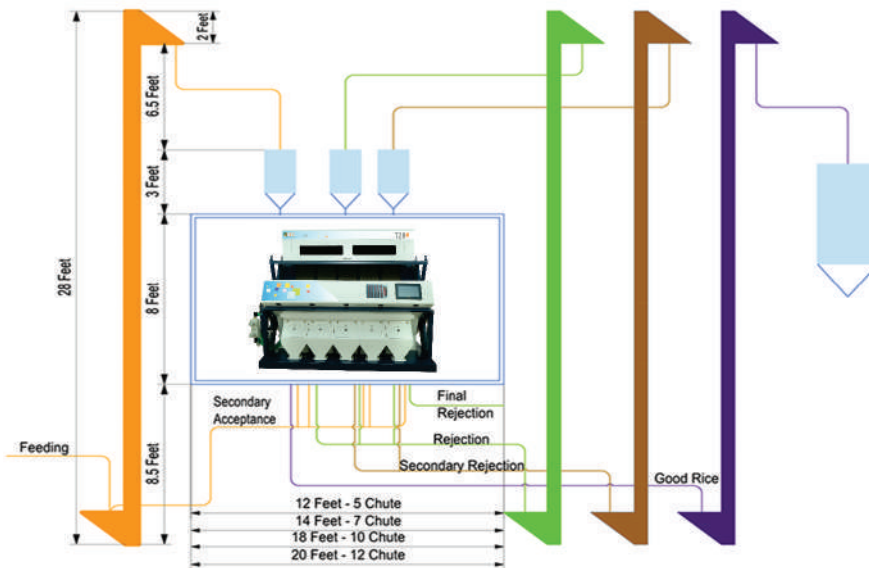 2 Feet
6.5 Feet
3 Feet
28 Feet
8 Feet
8.5 Feet
Secondary
Acceptance
Final
Rejection
Feeding
Rejection
Secondary Rejection
Good Rice
12 Feet - 5 Chute
14 Feet - 7 Chute
18 Feet - 10 Chute
20 Feet - 12 Chute